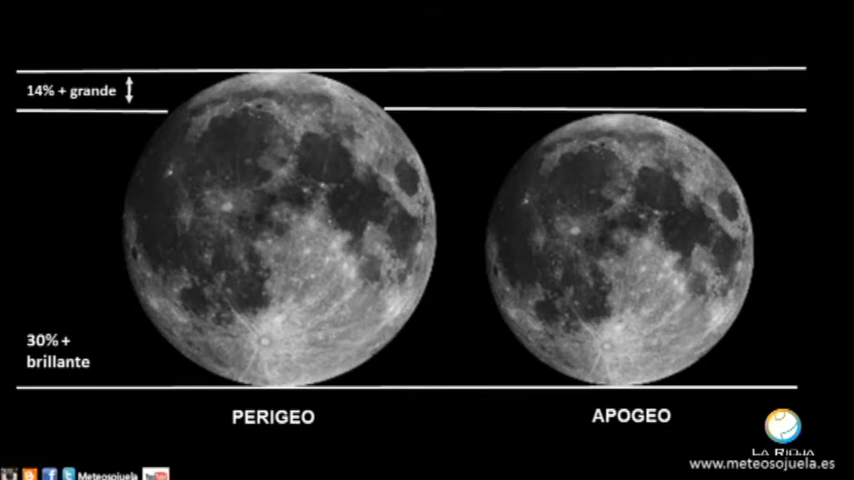 14% + grande
30% +
brillante
PERIGEO
APOGEO
LA RIOJA
www.meteosojuela.es
Meteosojuela